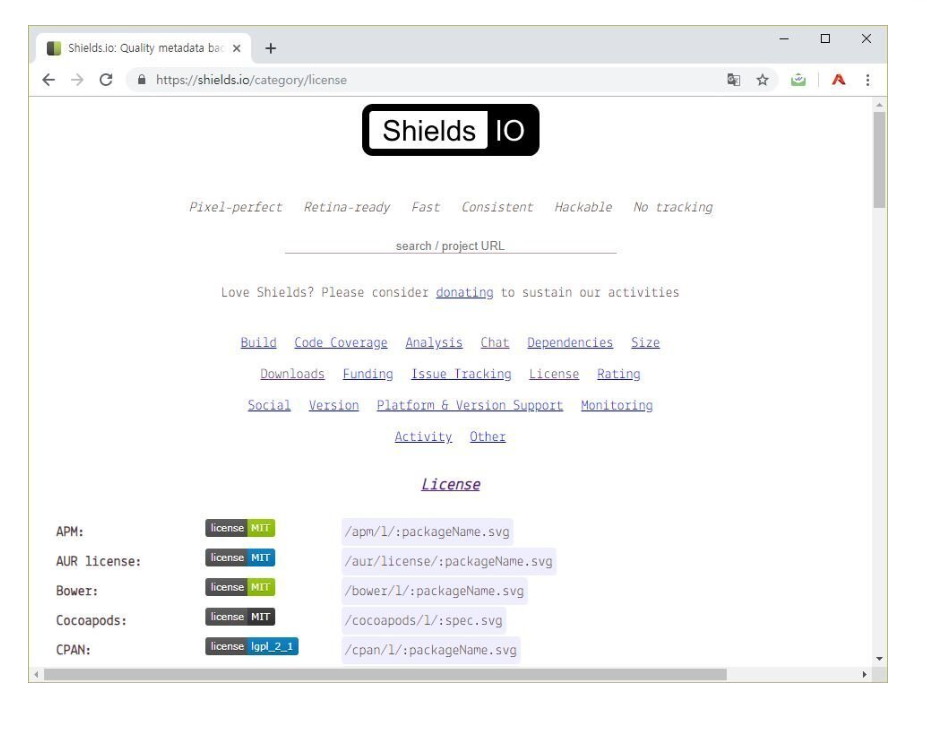 Shields.io: Quality metadata bac
https://shields.io/category/license
Shields IO
Pixel-perfect Retina-ready Fast Consistent Hackable No tracking
search / project URL
Love Shields? Please consider donating to sustain our activities
Build Code Coverage Analysis Chat Dependencies Size
Downloads Funding Issue Tracking License Rating
Social Version Platform & Version Support Monitoring
Activity Other
License
APM: license MIT /apm/l/:packageName.svg
AUR license: license MIT /aur/license/:packageName.svg
Bower: license MIT /bower/l/:packageName.svg
Cocoapods: license MIT /cocoapods/l/:spec.svg
CPAN: license lgpl_2_1 /cpan/l/:packageName.svg